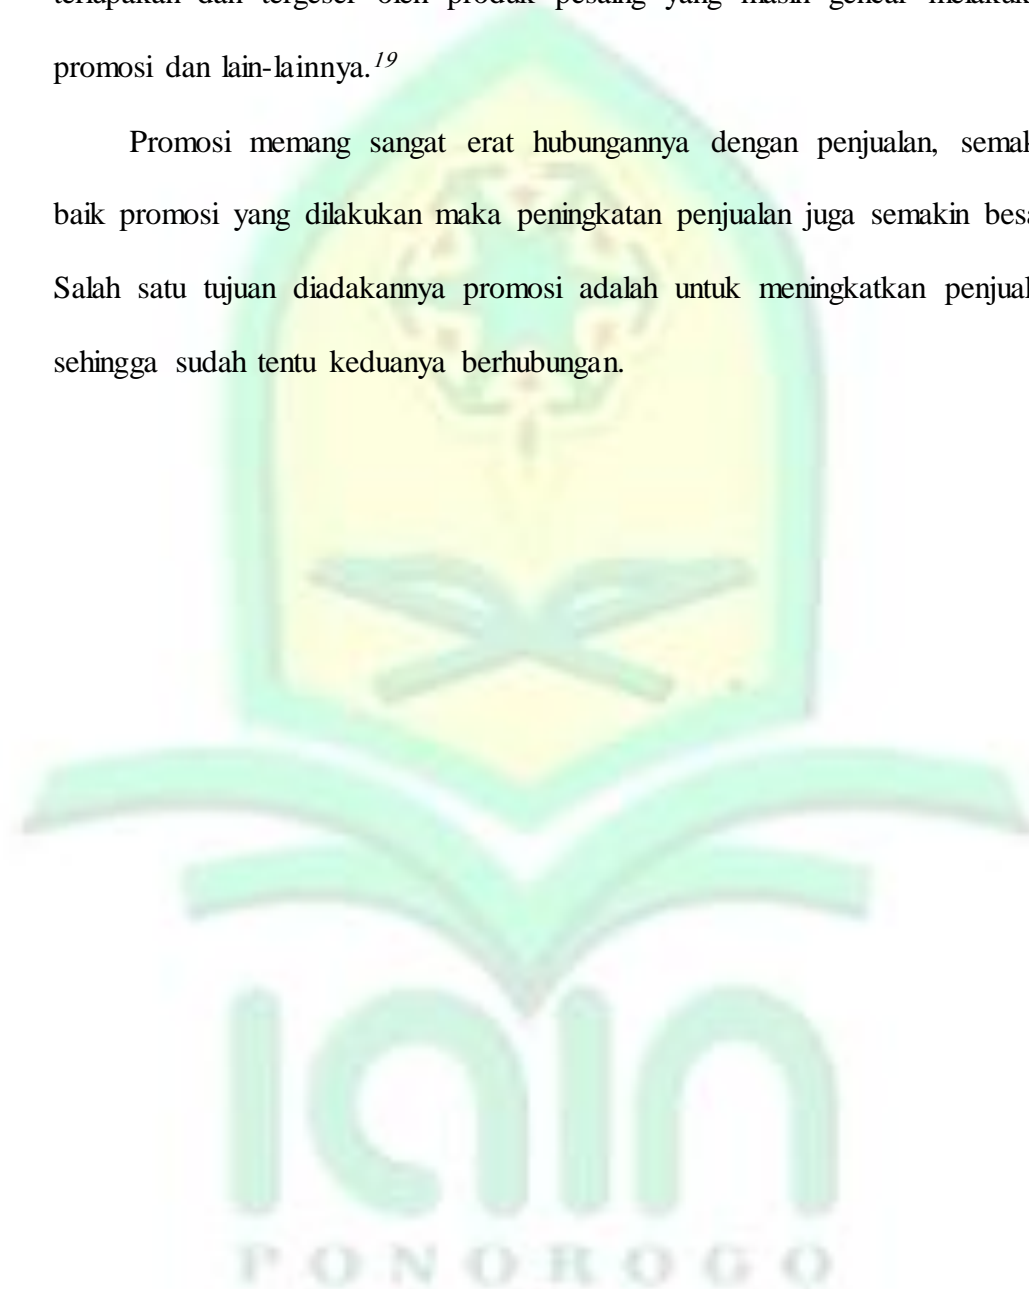 promosi dan lain-lainnya.19
Promosi memang sangat erat hubungannya dengan penjualan, semak
baik promosi yang dilakukan maka peningkatan penjualan juga semakin besa
Salah satu tujuan diadakannya promosi adalah untuk meningkatkan penjual
sehingga sudah tentu keduanya berhubungan.
iain
PONOROGO